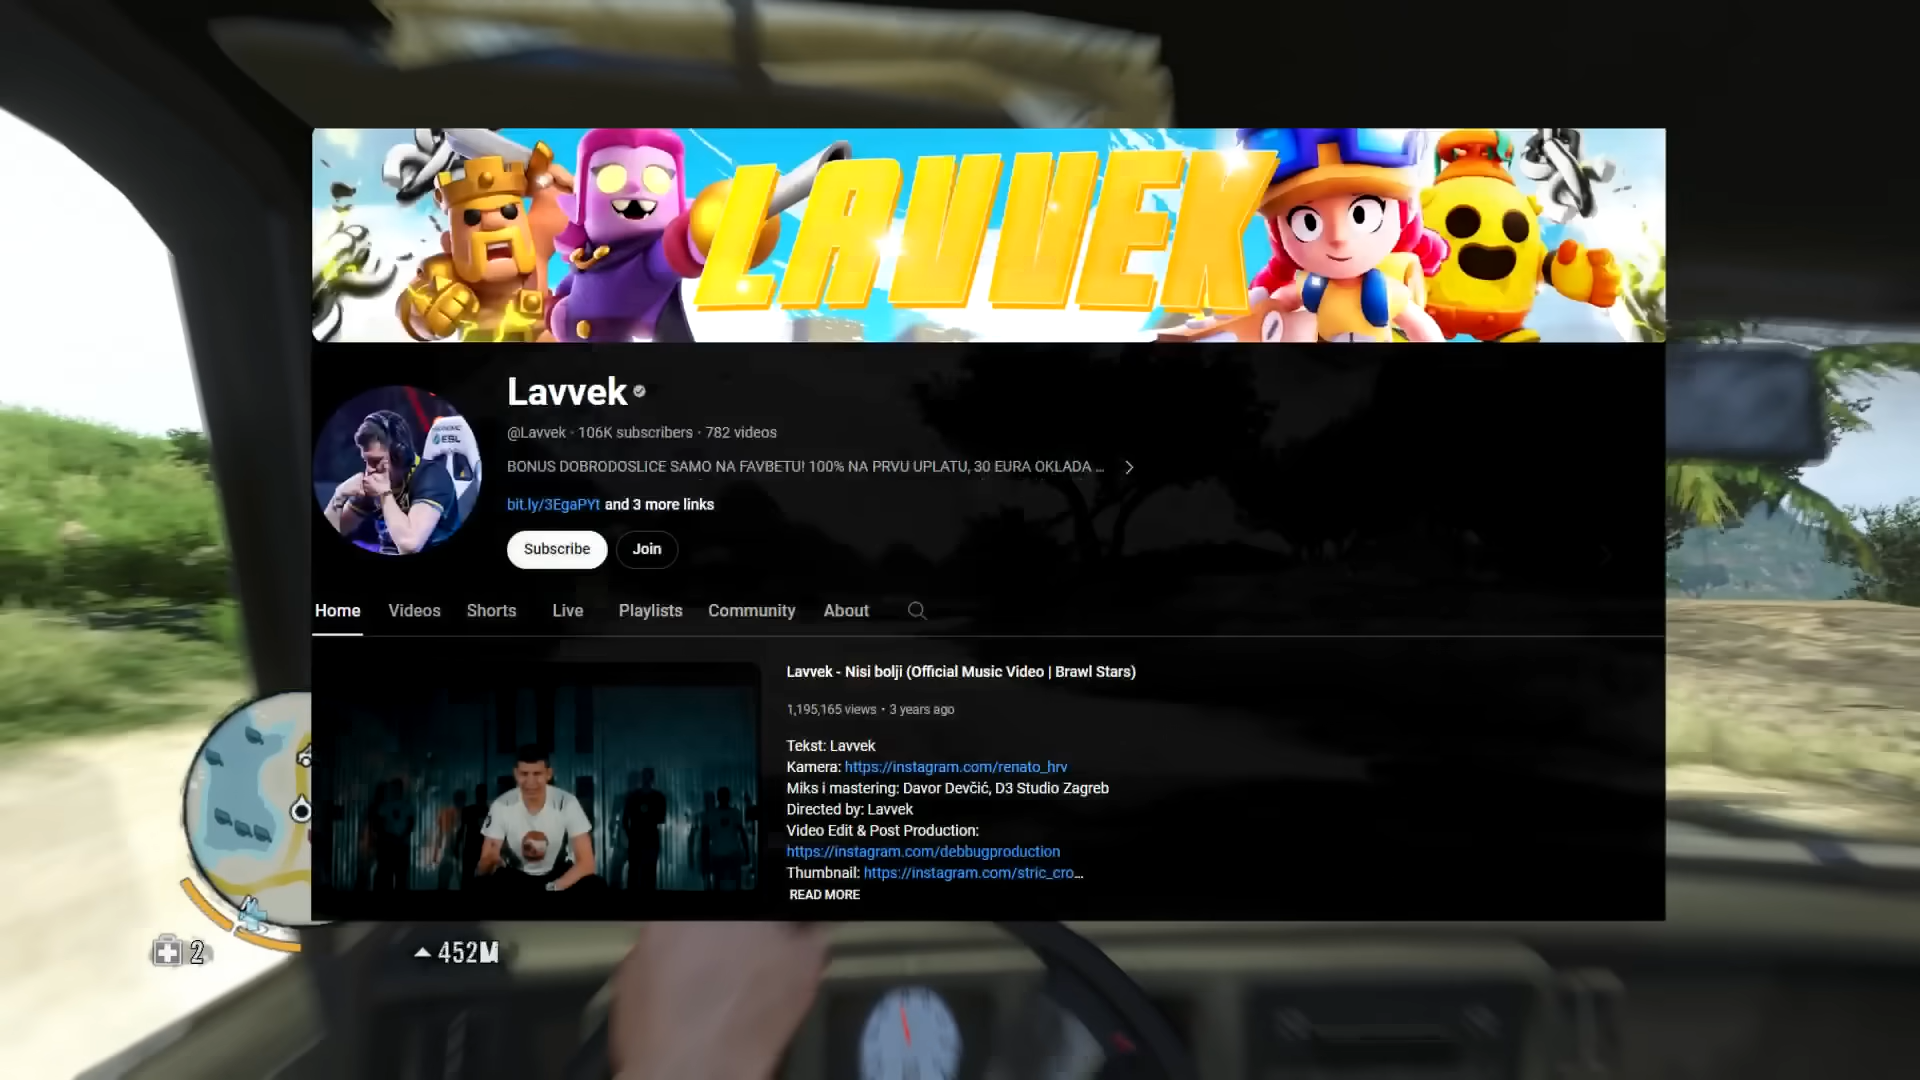 LAVVEK
ESL
Lavvek
@Lavvek · 106K subscribers · 782 videos
BONUS DOBRODOSLICE SAMO NA FAVBETU! 100% NA PRVU UPLATU, 30 EURA OKLADA ...
bit.ly/3EgaPYt and 3 more links
Subscribe Join
Home Videos Shorts Live Playlists Community About
Lavvek - Nisi bolji (Official Music Video | Brawl Stars)
1,195,165 views • 3 years ago
Tekst: Lavvek
Kamera: https://instagram.com/renato_hrv
Miks i mastering: Davor Devčić, D3 Studio Zagreb
Directed by: Lavvek
Video Edit & Post Production:
https://instagram.com/debbugproduction
Thumbnail: https://instagram.com/stric_cro...
READ MORE
2
452M